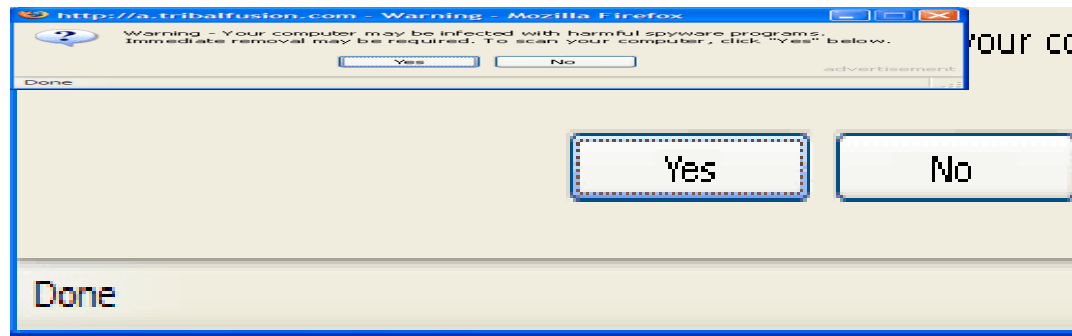 http://a.tribalfusion.com - Warning - Mozilla Firefox
Warning - Your computer may be infected with harmful spyware programs.
Immediate removal may be required. To scan your computer, click "Yes" below.
Yes No
advertisement
Done
your co
Yes No
Done